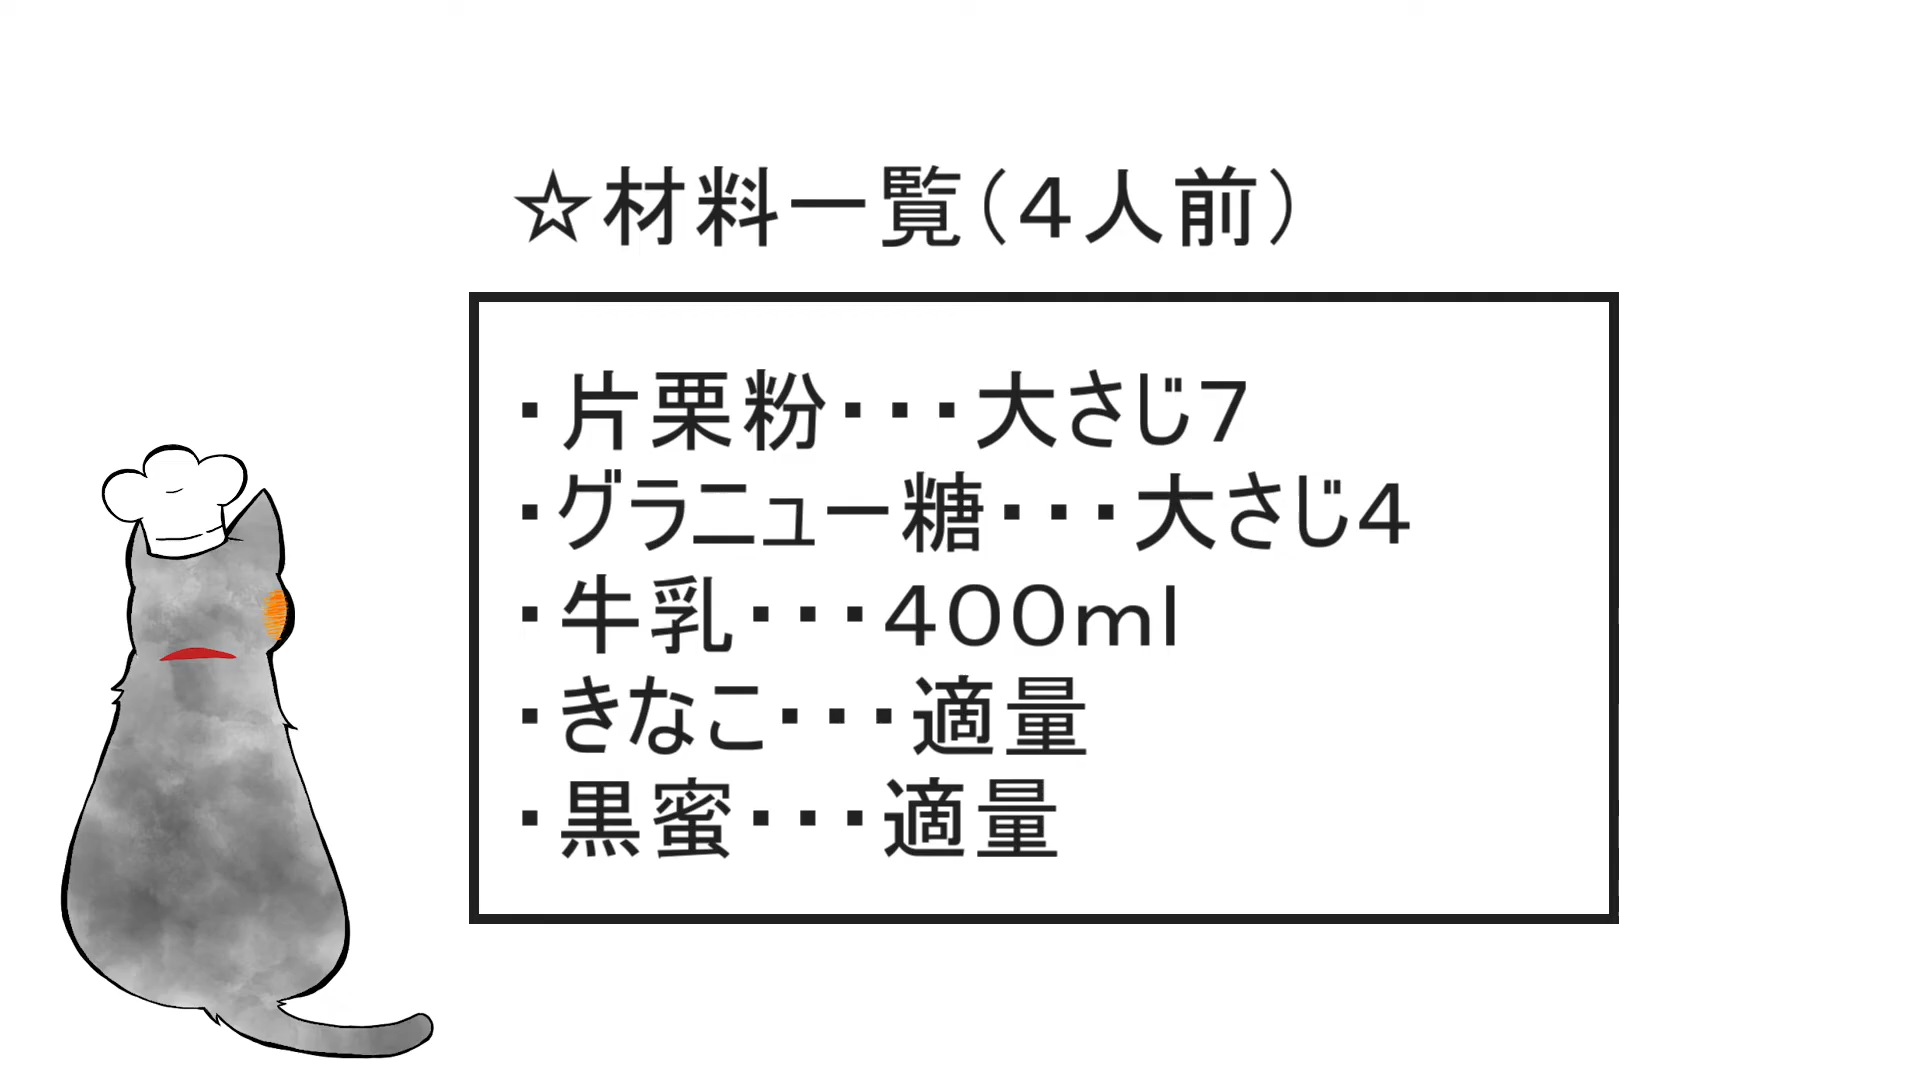 ☆材料一覧(4人前)
・片栗粉・・・大さじ7
・グラニュー糖・・・大さじ4
・牛乳・・・400ml
・きなこ・・・適量
・黒蜜・・・適量